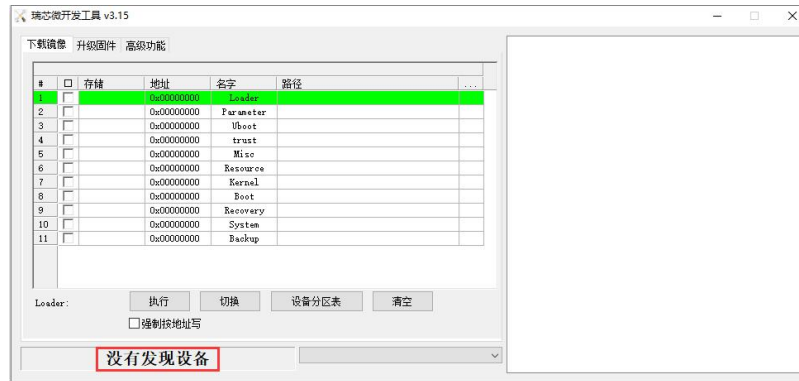 瑞芯微开发工具 v3.15
下载镜像 升级固件 高级功能
# 存储 地址 名字 路径 ...
1 0x00000000 Loader
2 0x00000000 Parameter
3 0x00000000 Uboot
4 0x00000000 trust
5 0x00000000 Misc
6 0x00000000 Resource
7 0x00000000 Kernel
8 0x00000000 Boot
9 0x00000000 Recovery
10 0x00000000 System
11 0x00000000 Backup
Loader: 执行 切换 设备分区表 清空
强制按地址写
没有发现设备